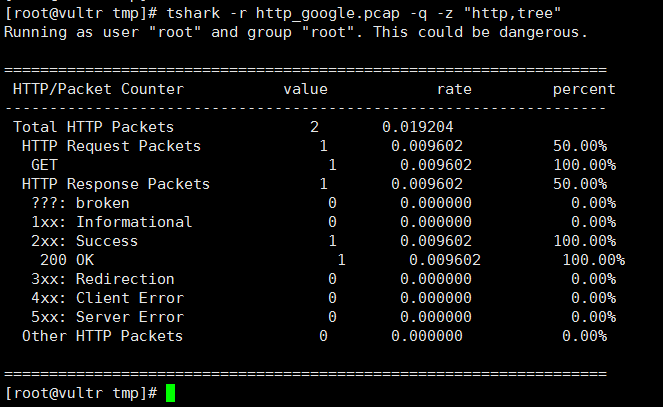 [root@vultr tmp]# tshark -r http_google.pcap -q -z "http,tree"
Running as user "root" and group "root". This could be dangerous.

===================================================================
 HTTP/Packet Counter           value            rate         percent
-------------------------------------------------------------------
 Total HTTP Packets               2       0.019204
  HTTP Request Packets             1       0.009602          50.00%
   GET                              1        0.009602         100.00%
  HTTP Response Packets            1       0.009602          50.00%
   ???: broken                      0        0.000000           0.00%
   1xx: Informational               0        0.000000           0.00%
   2xx: Success                     1        0.009602         100.00%
    200 OK                           1       0.009602         100.00%
   3xx: Redirection                 0        0.000000           0.00%
   4xx: Client Error                0        0.000000           0.00%
   5xx: Server Error                0        0.000000           0.00%
  Other HTTP Packets               0       0.000000           0.00%

===================================================================
[root@vultr tmp]#